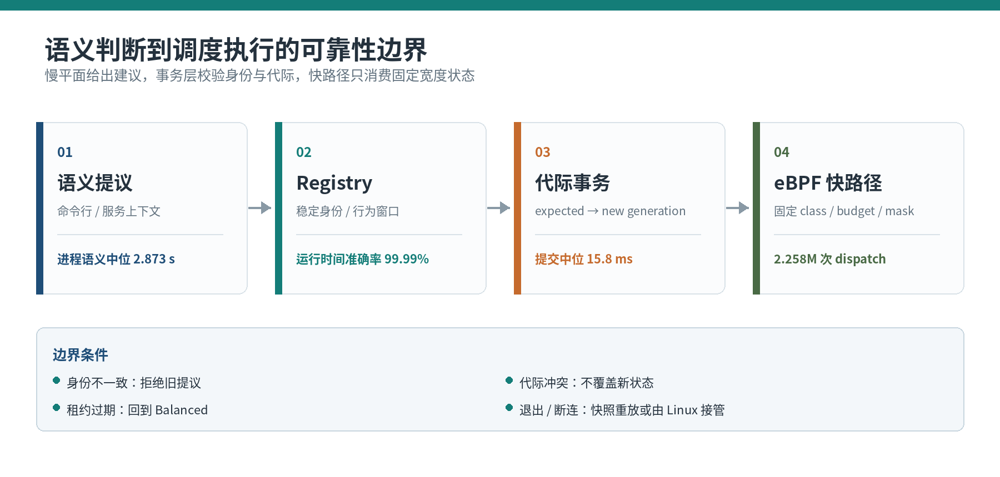 语义判断到调度执行的可靠性边界
慢平面给出建议，事务层校验身份与代际，快路径只消费固定宽度状态
01
语义提议
命令行 / 服务上下文
进程语义中位 2.873 s
02
Registry
稳定身份 / 行为窗口
运行时间准确率 99.99%
03
代际事务
expected → new generation
提交中位 15.8 ms
04
eBPF 快路径
固定 class / budget / mask
2.258M 次 dispatch
边界条件
身份不一致：拒绝旧提议
代际冲突：不覆盖新状态
租约过期：回到 Balanced
退出 / 断连：快照重放或由 Linux 接管